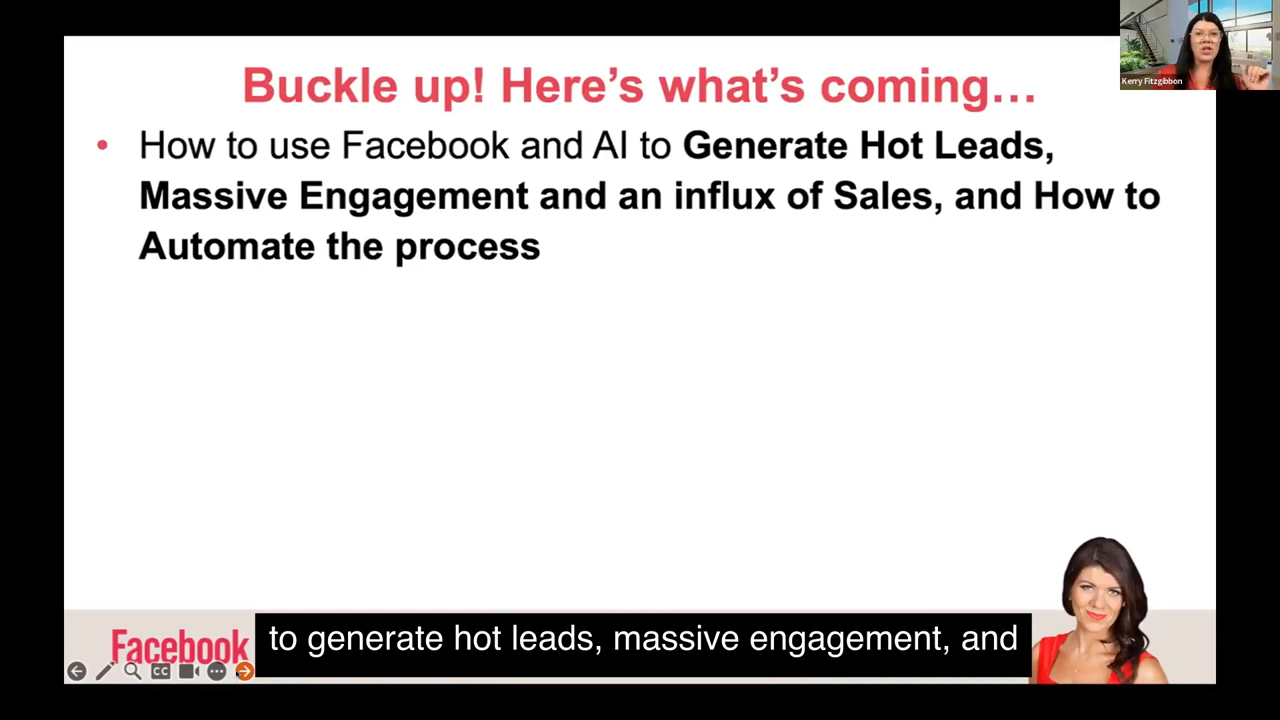 Buckle up! Here's what's coming…
Kerry Fitzgibbon
• How to use Facebook and AI to Generate Hot Leads,
Massive Engagement and an influx of Sales, and How to
Automate the process
Facebook
CC
to generate hot leads, massive engagement, and